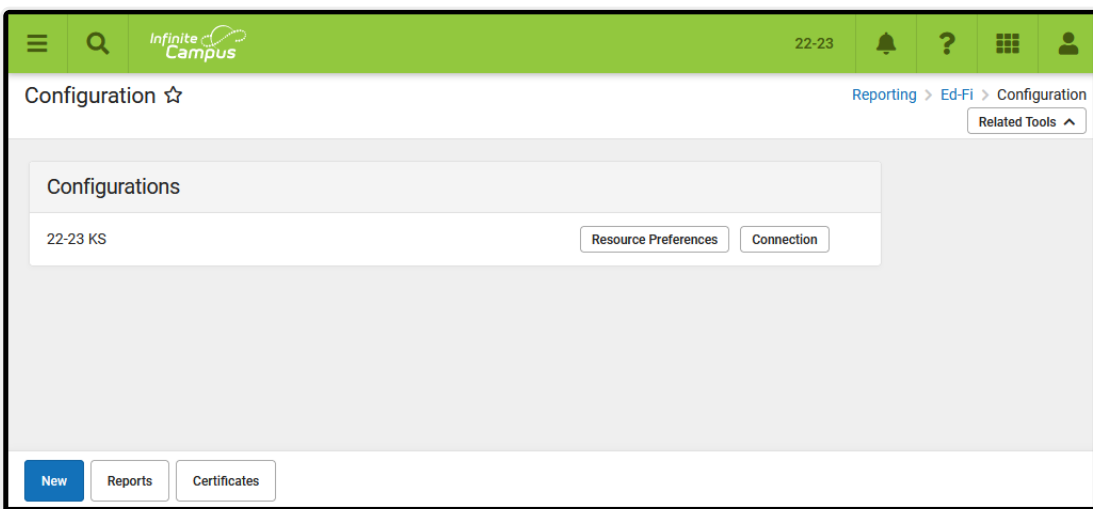 Infinite
Campus
22-23
?
Configuration
Reporting > Ed-Fi > Configuration
Related Tools
Configurations
22-23 KS
Resource Preferences
Connection
New
Reports
Certificates